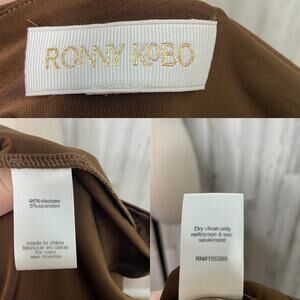 RONNY KOBO
95%viscose
5%spandex
made in china
fabriqué en chine
for care
see reverse
Dry clean only
nettoyage à sec
seulement
RN#155385